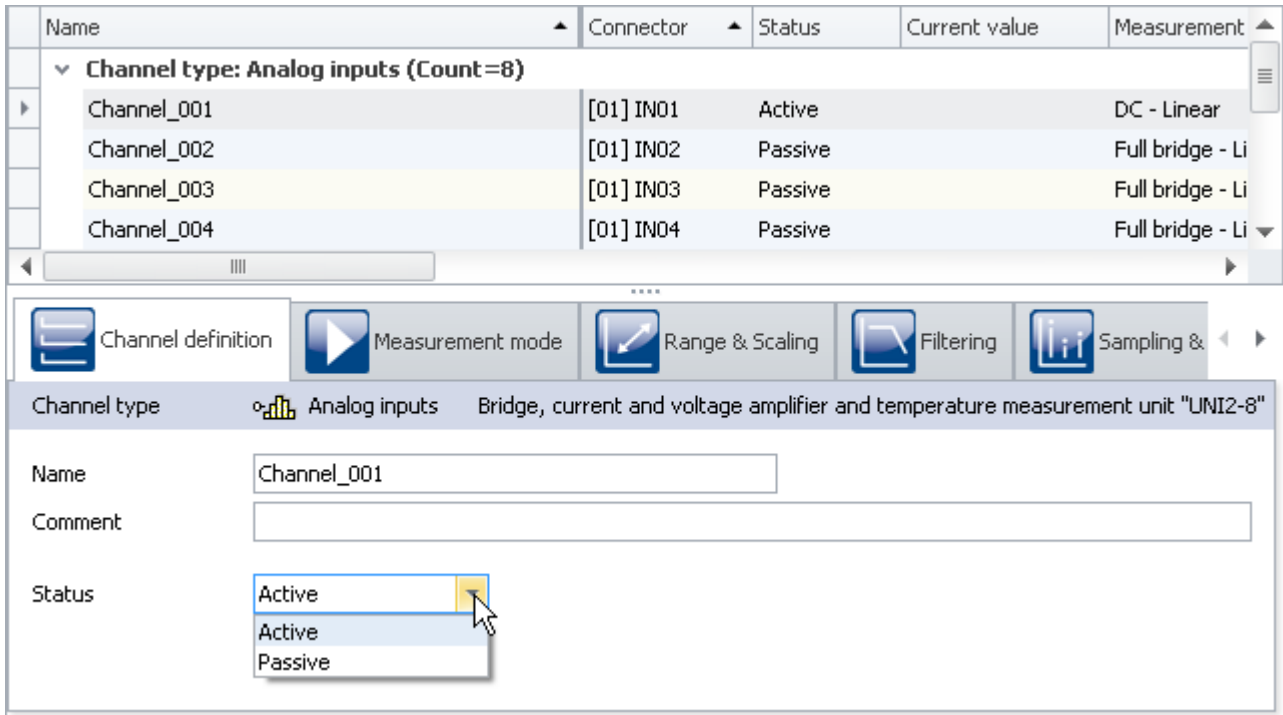 Name Connector Status Current value Measurement
Channel type: Analog inputs (Count=8)
Channel_001 [01] IN01 Active DC - Linear
Channel_002 [01] IN02 Passive Full bridge - Li
Channel_003 [01] IN03 Passive Full bridge - Li
Channel_004 [01] IN04 Passive Full bridge - Li
Channel definition Measurement mode Range & Scaling Filtering Sampling &
Channel type Analog inputs Bridge, current and voltage amplifier and temperature measurement unit "UNI2-8"
Name Channel_001
Comment
Status Active
Active
Passive